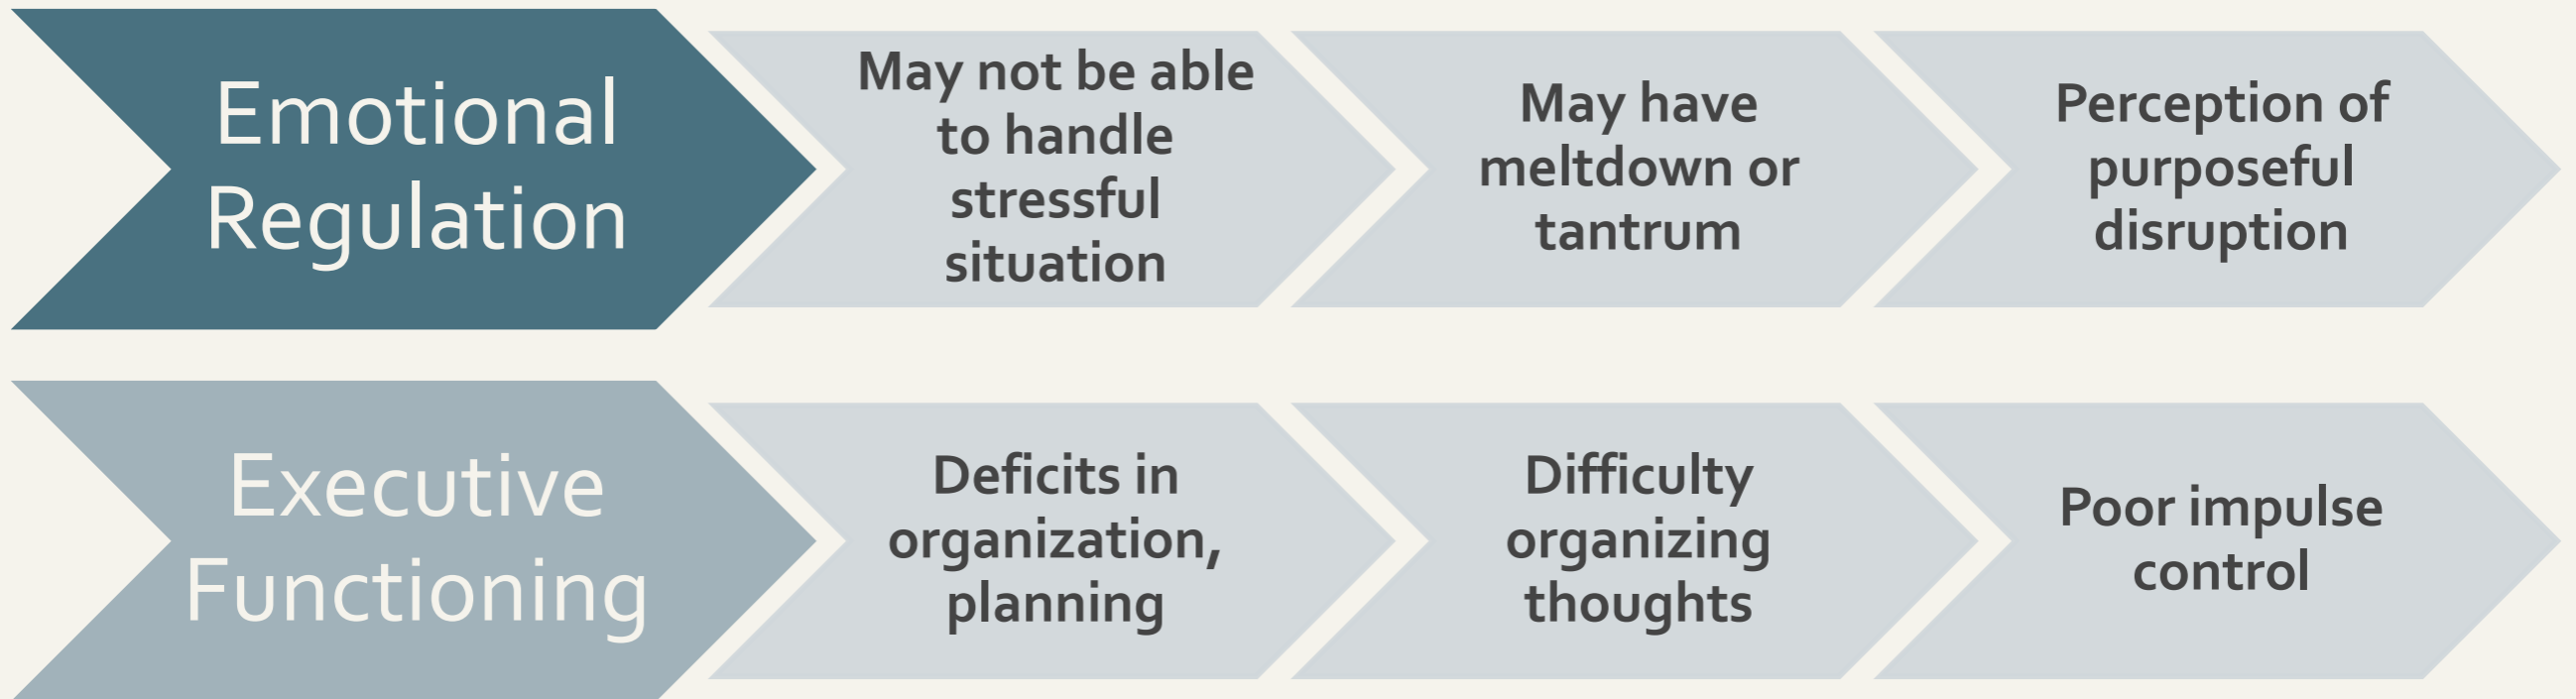 Emotional
Regulation
May not be able
to handle
stressful
situation
May have
meltdown or
tantrum
Perception of
purposeful
disruption
Executive
Functioning
Deficits in
organization,
planning
Difficulty
organizing
thoughts
Poor impulse
control